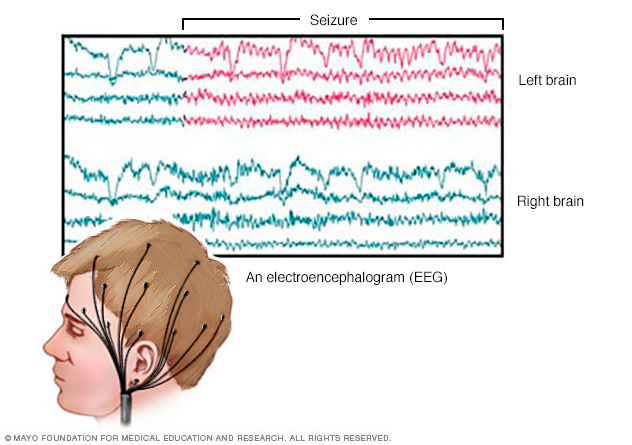 Seizure
Left brain
Right brain
An electroencephalogram (EEG)
© MAYO FOUNDATION FOR MEDICAL EDUCATION AND RESEARCH. ALL RIGHTS RESERVED.